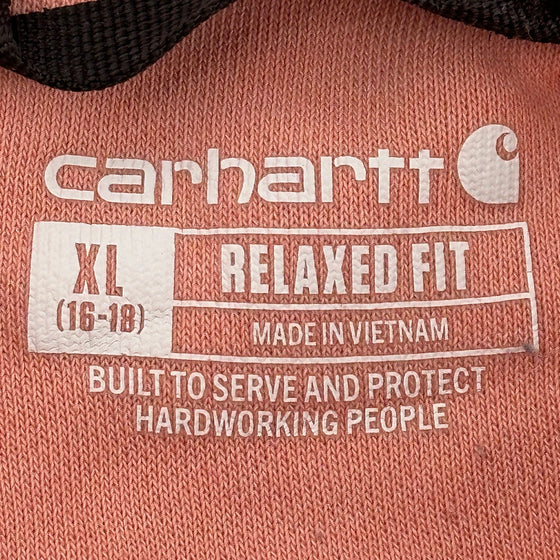 carhartt
XL
(16-18)
RELAXED FIT
MADE IN VIETNAM
BUILT TO SERVE AND PROTECT
HARDWORKING PEOPLE